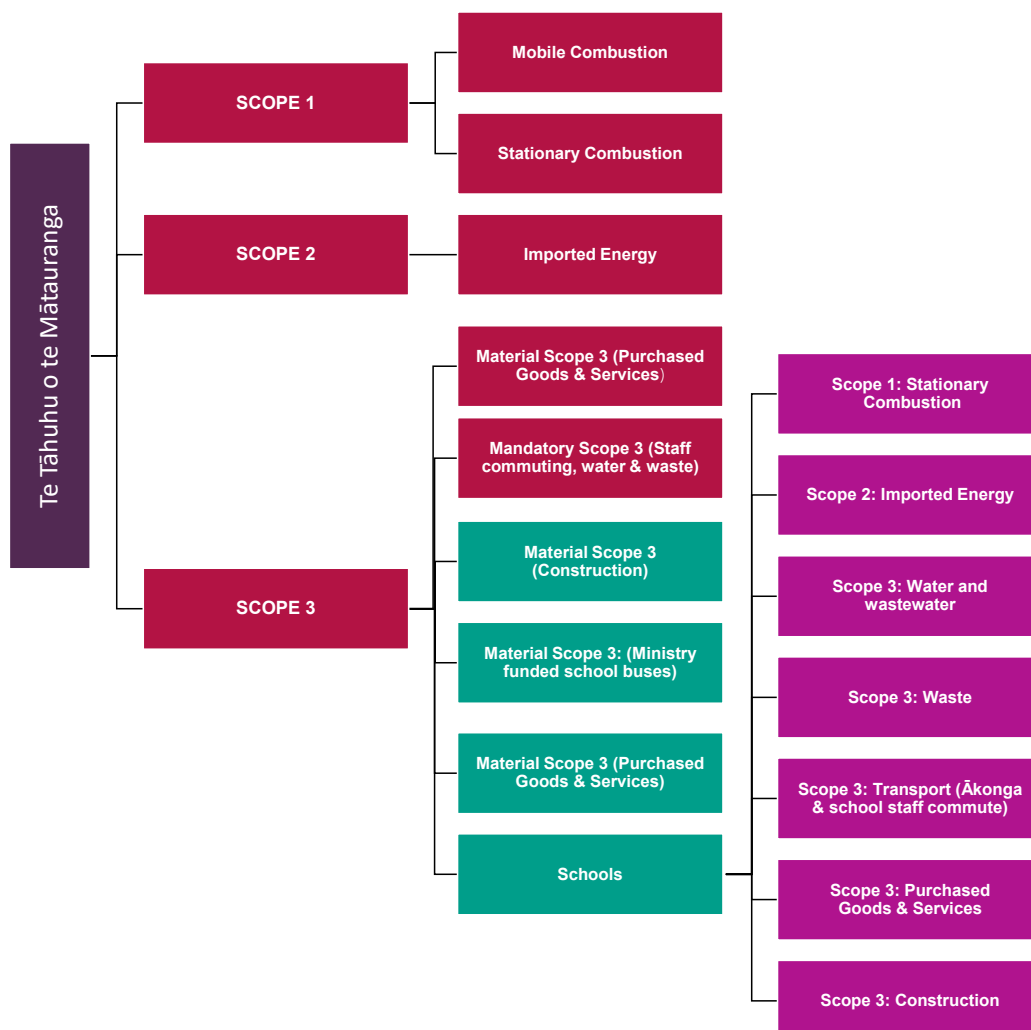 Te Tāhuhu o te Mātauranga
SCOPE 1
Mobile Combustion
Stationary Combustion
SCOPE 2
Imported Energy
SCOPE 3
Material Scope 3 (Purchased
Goods & Services)
Mandatory Scope 3 (Staff
commuting, water & waste)
Material Scope 3
(Construction)
Material Scope 3: (Ministry
funded school buses)
Material Scope 3 (Purchased
Goods & Services)
Schools
Scope 1: Stationary
Combustion
Scope 2: Imported Energy
Scope 3: Water and
wastewater
Scope 3: Waste
Scope 3: Transport (Ākonga
& school staff commute)
Scope 3: Purchased
Goods & Services
Scope 3: Construction